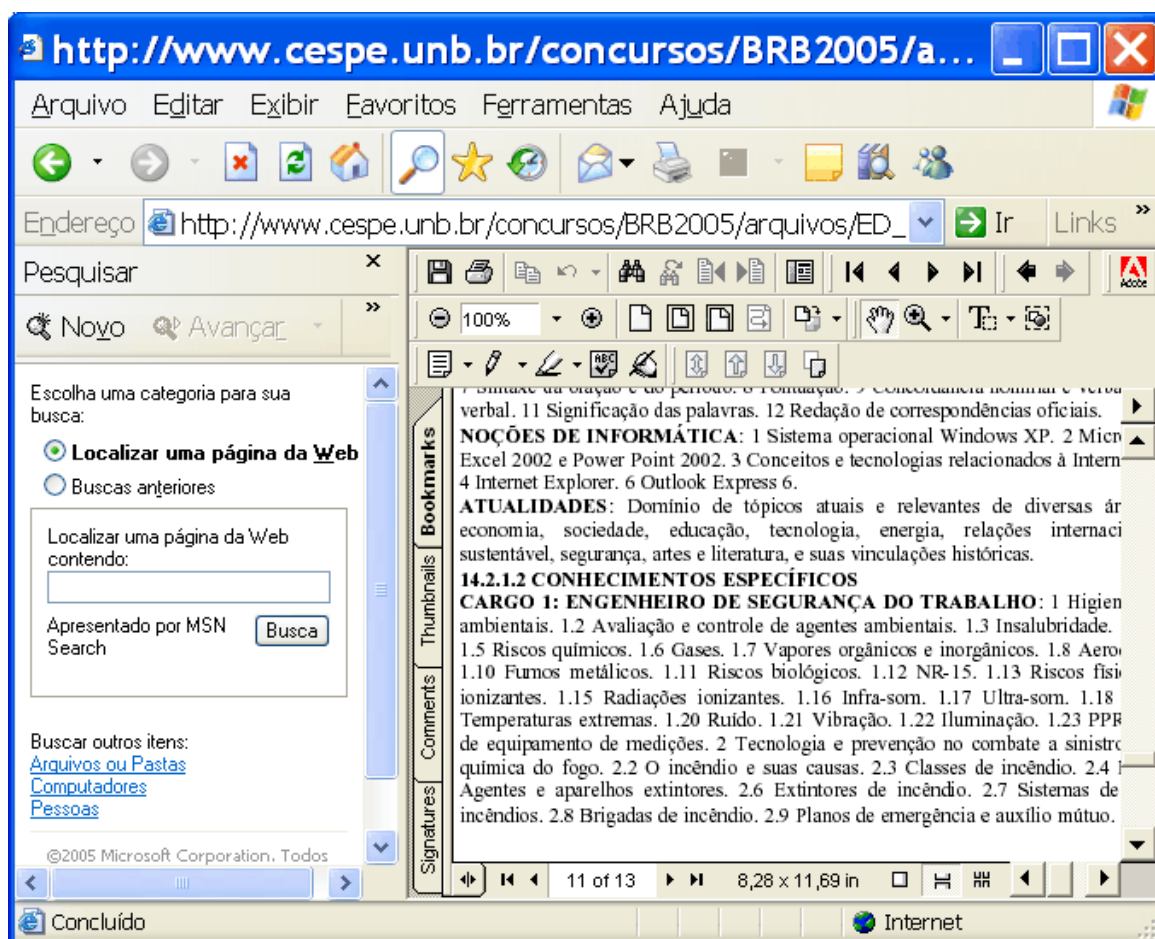 http://www.cespe.unb.br/concursos/BRB2005/a...
Arquivo Editar Exibir Favoritos Ferramentas Ajuda
Endereço http://www.cespe.unb.br/concursos/BRB2005/arquivos/ED_ Ir Links »
Pesquisar
Novo Avançar »
Escolha uma categoria para sua
busca:
Localizar uma página da Web
Buscas anteriores
Localizar uma página da Web
contendo:
Apresentado por MSN
Search
Busca
Buscar outros itens:
Arquivos ou Pastas
Computadores
Pessoas
©2005 Microsoft Corporation. Todos
Adobe
100%
Bookmarks
Thumbnails
Comments
Signatures
7 Sintaxe da oração e do período. 8 Pontuação. 9 Concordância nominal e verba
verbal. 11 Significação das palavras. 12 Redação de correspondências oficiais.
NOÇÕES DE INFORMÁTICA: 1 Sistema operacional Windows XP. 2 Micro
Excel 2002 e Power Point 2002. 3 Conceitos e tecnologias relacionados à Intern
4 Internet Explorer. 6 Outlook Express 6.
ATUALIDADES: Domínio de tópicos atuais e relevantes de diversas ár
economia, sociedade, educação, tecnologia, energia, relações internaci
sustentável, segurança, artes e literatura, e suas vinculações históricas.
14.2.1.2 CONHECIMENTOS ESPECÍFICOS
CARGO 1: ENGENHEIRO DE SEGURANÇA DO TRABALHO: 1 Higien
ambientais. 1.2 Avaliação e controle de agentes ambientais. 1.3 Insalubridade.
1.5 Riscos químicos. 1.6 Gases. 1.7 Vapores orgânicos e inorgânicos. 1.8 Aero
1.10 Fumos metálicos. 1.11 Riscos biológicos. 1.12 NR-15. 1.13 Riscos físi
ionizantes. 1.15 Radiações ionizantes. 1.16 Infra-som. 1.17 Ultra-som. 1.18
Temperaturas extremas. 1.20 Ruído. 1.21 Vibração. 1.22 Iluminação. 1.23 PPR
de equipamento de medições. 2 Tecnologia e prevenção no combate a sinistro
química do fogo. 2.2 O incêndio e suas causas. 2.3 Classes de incêndio. 2.4
Agentes e aparelhos extintores. 2.6 Extintores de incêndio. 2.7 Sistemas de
incêndios. 2.8 Brigadas de incêndio. 2.9 Planos de emergência e auxílio mútuo.
11 of 13 8,28 x 11,69 in
Concluído Internet